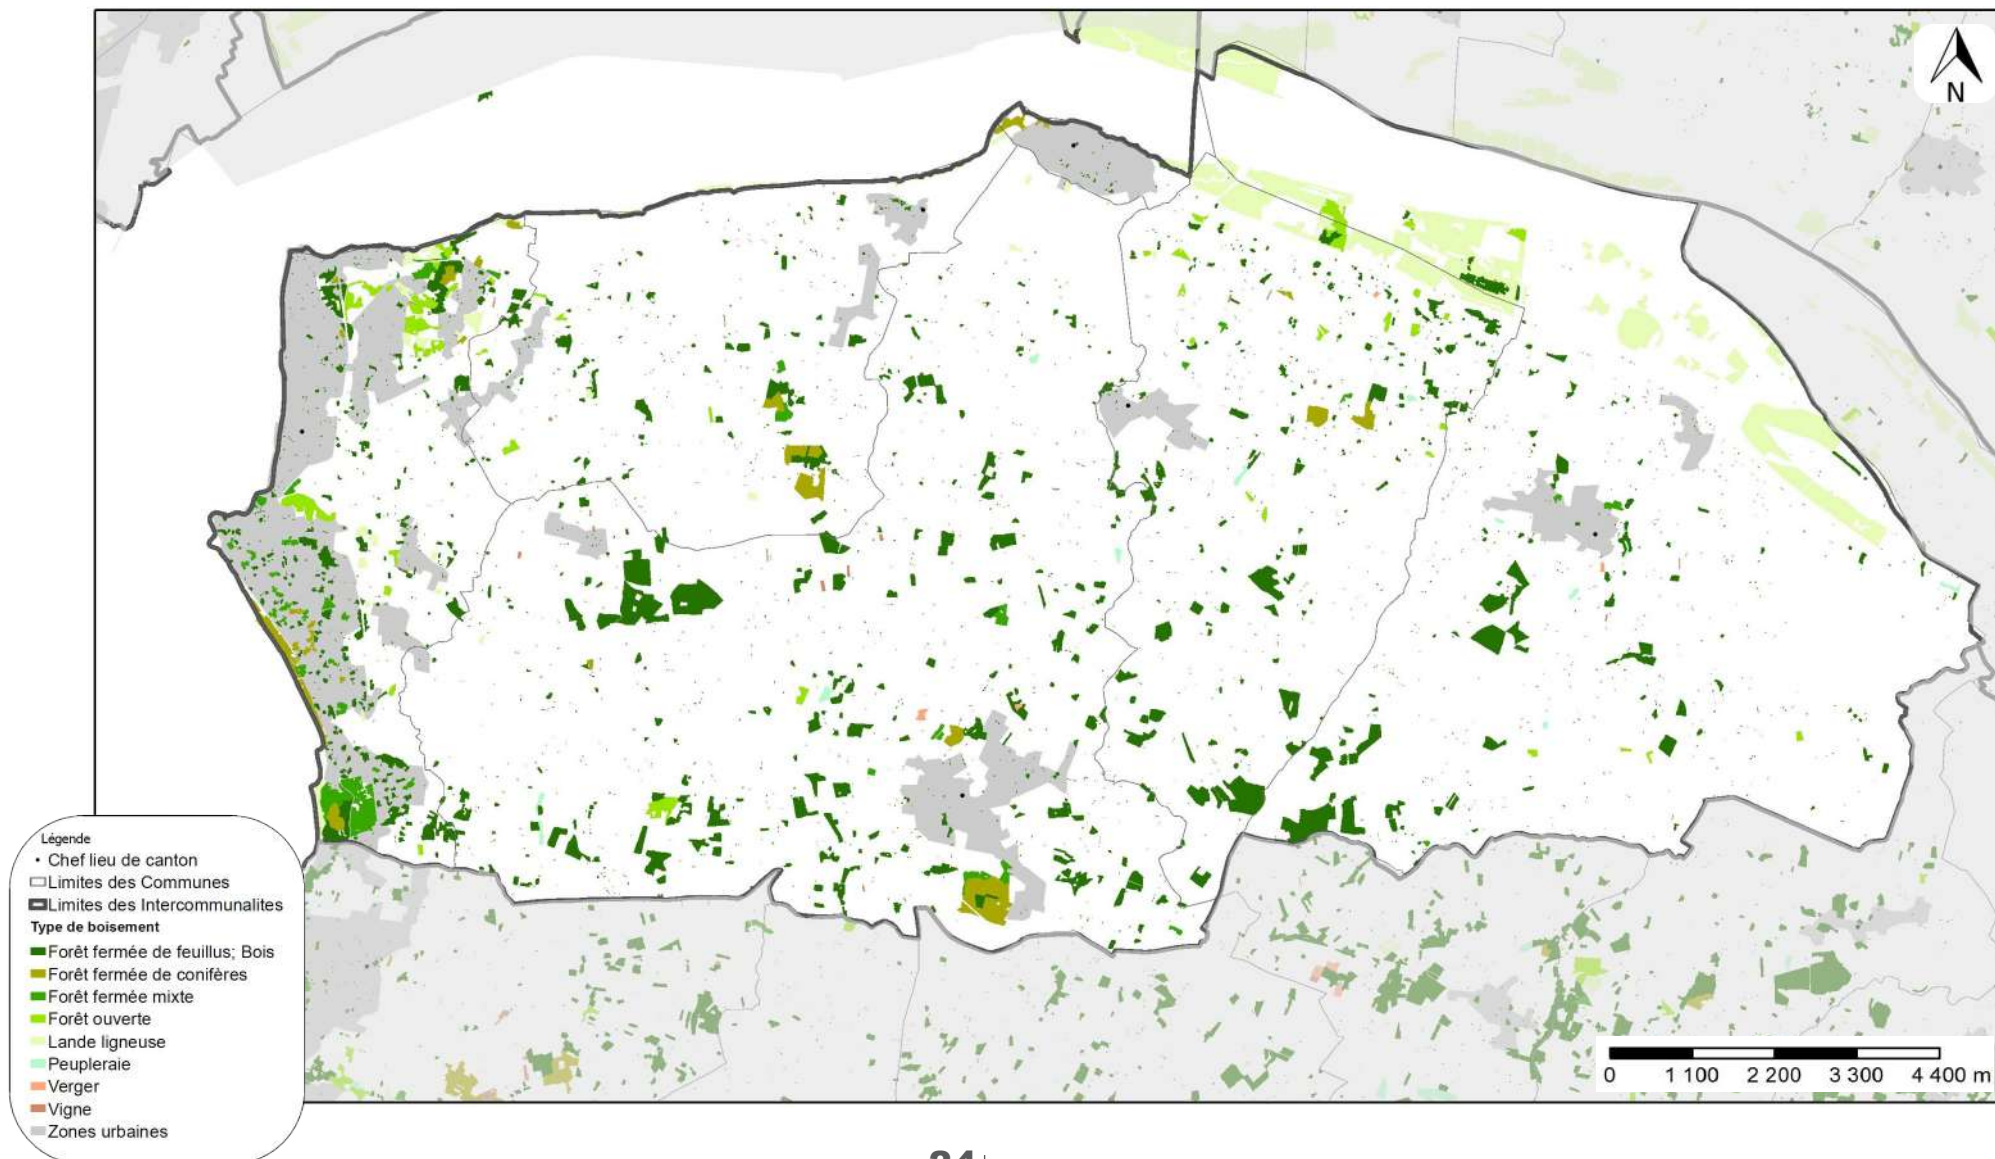 N
Légende
Chef lieu de canton
Limites des Communes
Limites des Intercommunalites
Type de boisement
Forêt fermée de feuillus; Bois
Forêt fermée de conifères
Forêt fermée mixte
Forêt ouverte
Lande ligneuse
Peupleraie
Verger
Vigne
Zones urbaines
0 1 100 2 200 3 300 4 400 m